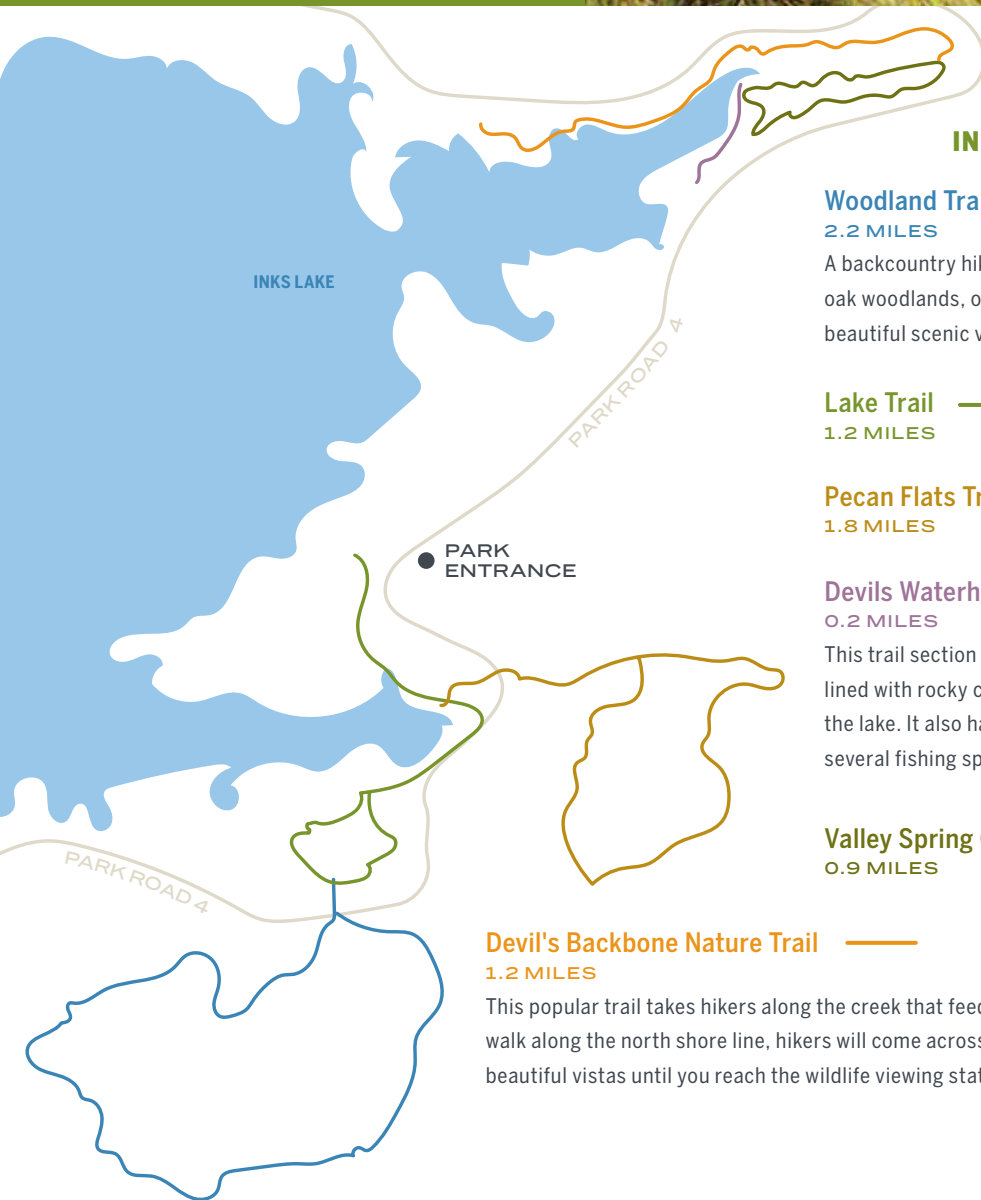 IN
Woodland Tra
2.2 MILES
A backcountry hil
oak woodlands, o
beautiful scenic v
INKS LAKE
PARK ROAD 4
Lake Trail
1.2 MILES
Pecan Flats Tr
1.8 MILES
PARK
ENTRANCE
Devils Waterh
0.2 MILES
This trail section
lined with rocky c
the lake. It also ha
several fishing sp
Valley Spring
0.9 MILES
PARK ROAD 4
Devil's Backbone Nature Trail
1.2 MILES
This popular trail takes hikers along the creek that feed
walk along the north shore line, hikers will come across
beautiful vistas until you reach the wildlife viewing stat